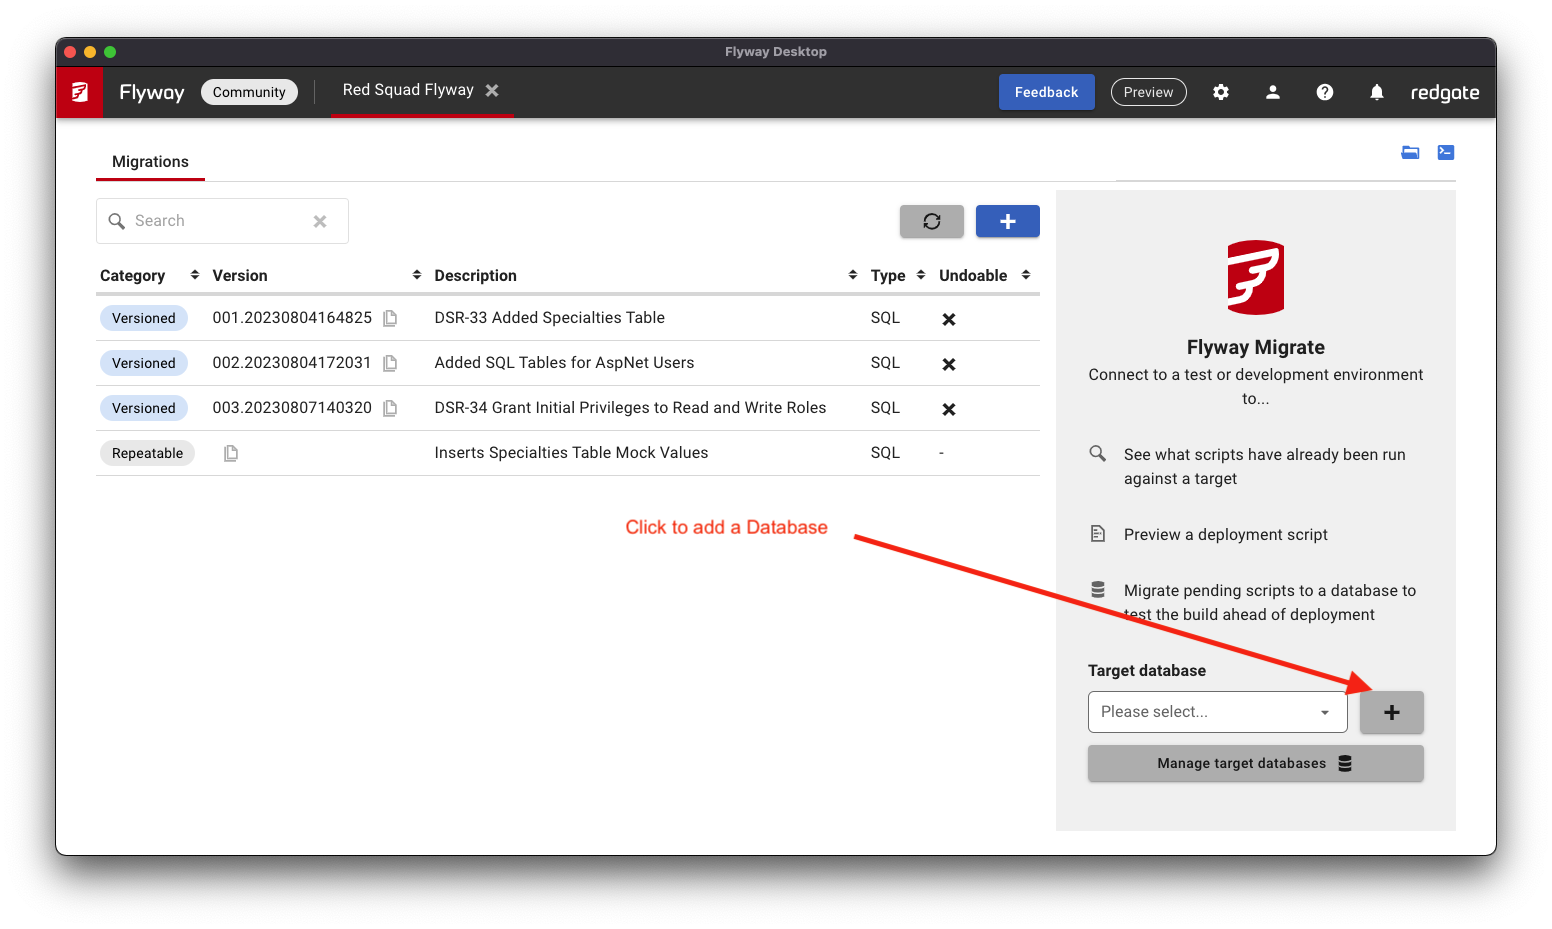 Flyway Desktop
Flyway Community Red Squad Flyway Feedback Preview redgate
Migrations
Search
Category Version Description Type Undoable
Versioned 001.20230804164825 DSR-33 Added Specialties Table SQL
Versioned 002.20230804172031 Added SQL Tables for AspNet Users SQL
Versioned 003.20230807140320 DSR-34 Grant Initial Privileges to Read and Write Roles SQL
Repeatable Inserts Specialties Table Mock Values SQL -
Click to add a Database
Flyway Migrate
Connect to a test or development environment
to...
See what scripts have already been run
against a target
Preview a deployment script
Migrate pending scripts to a database to
test the build ahead of deployment
Target database
Please select...
Manage target databases